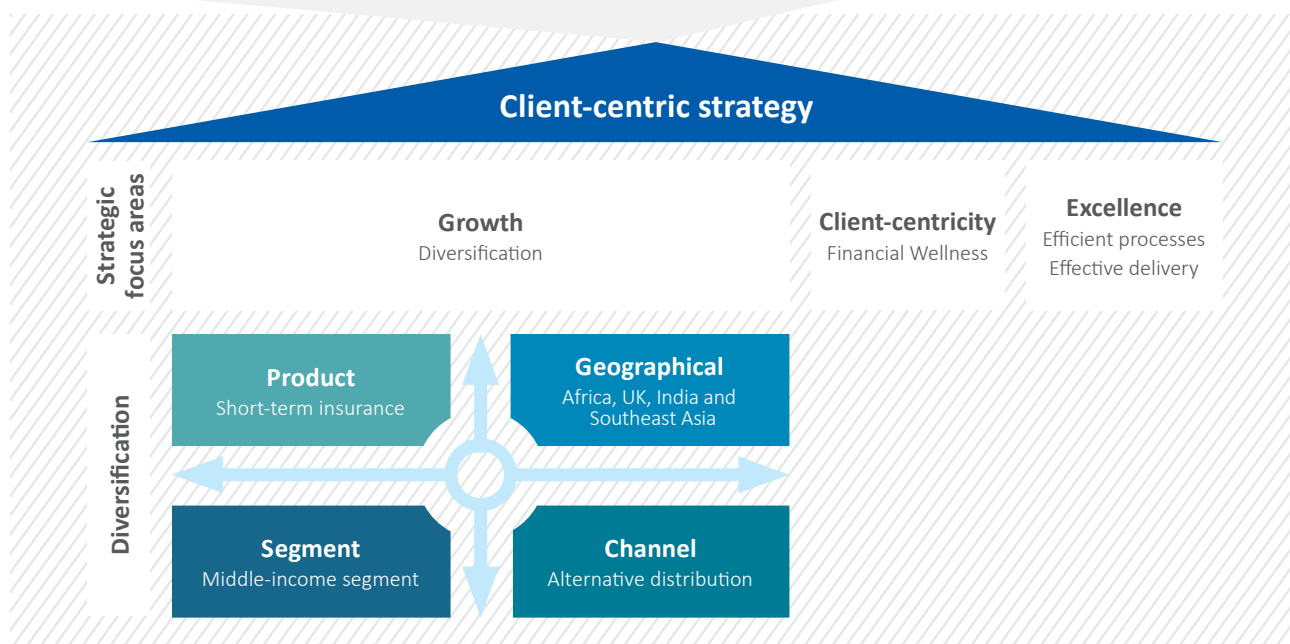 Client-centric strategy
Strategic
focus areas
Growth
Diversification
Client-centricity
Financial Wellness
Excellence
Efficient processes
Effective delivery
Diversification
Product
Short-term insurance
Geographical
Africa, UK, India and
Southeast Asia
Segment
Middle-income segment
Channel
Alternative distribution